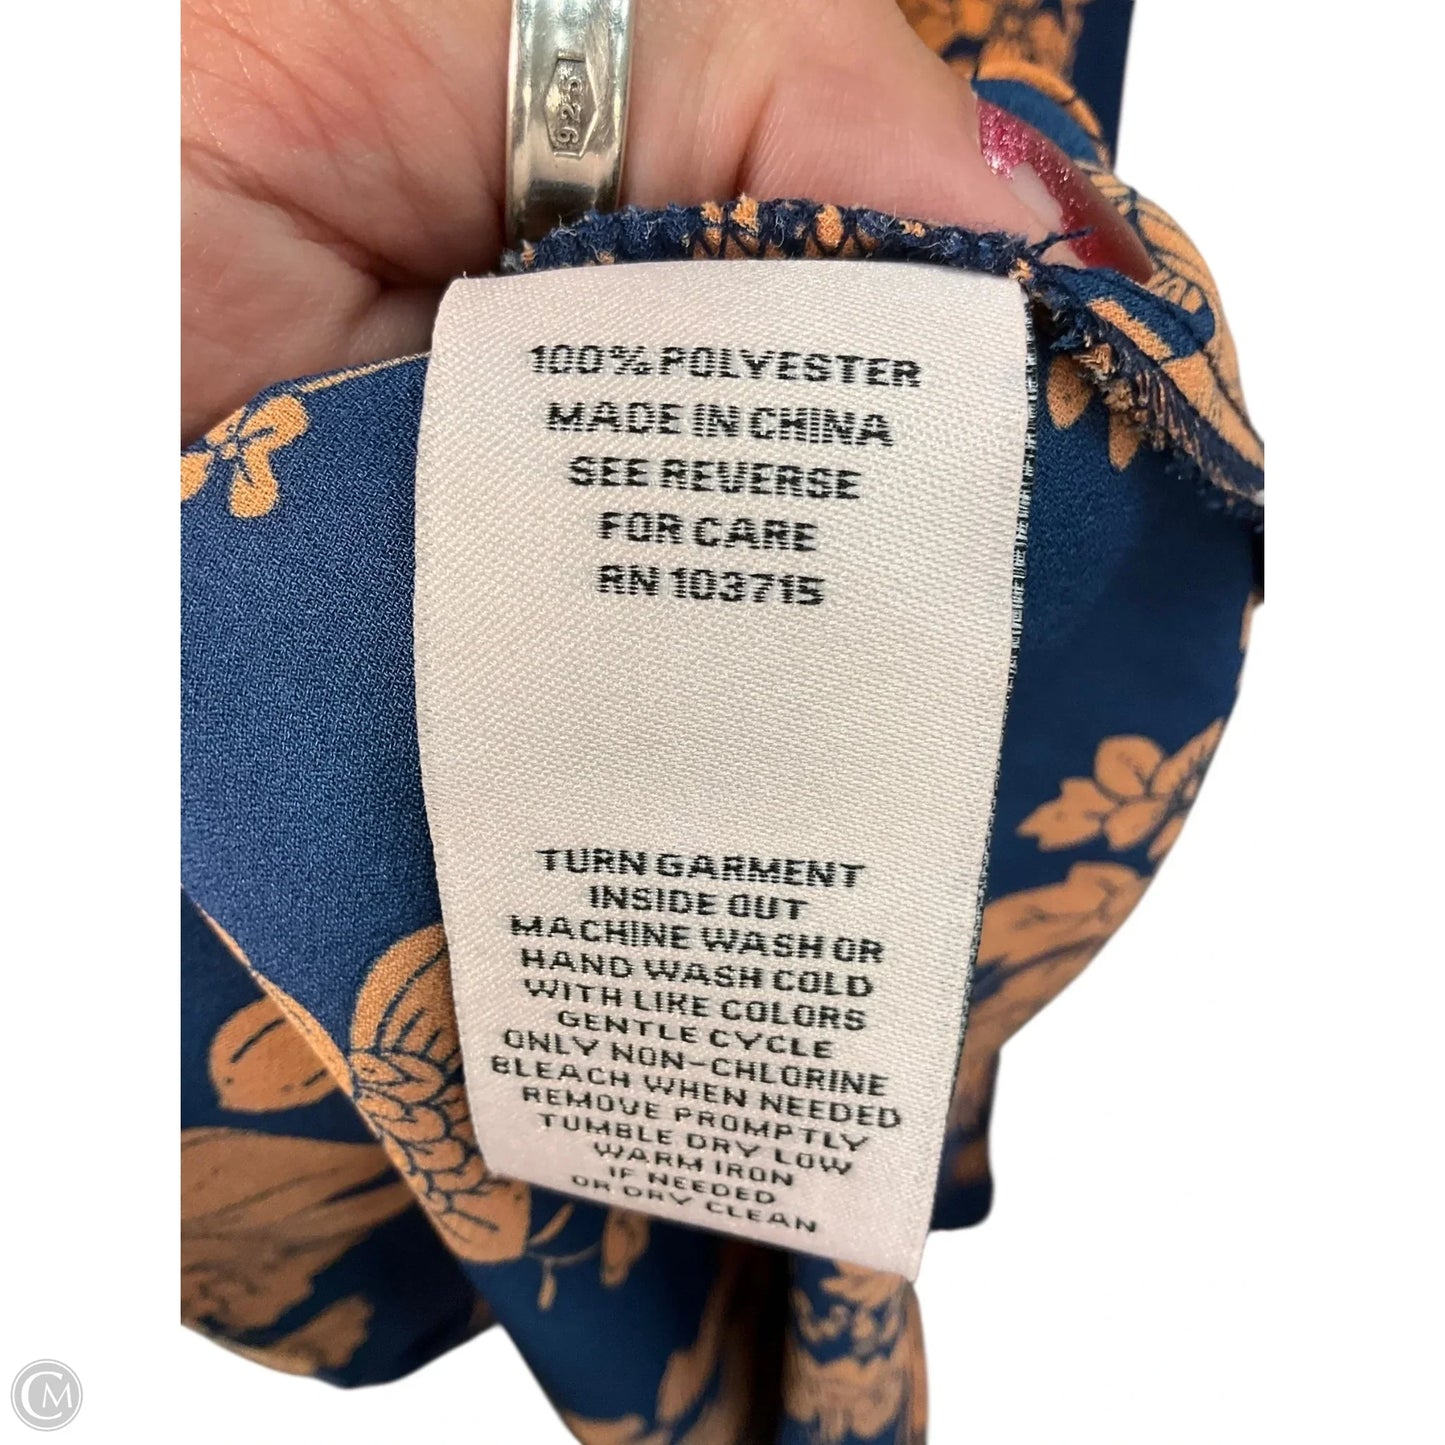 925
100% POLYESTER
MADE IN CHINA
SEE REVERSE
FOR CARE
RN 103715
TURN GARMENT
INSIDE OUT
MACHINE WASH OR
HAND WASH COLD
WITH LIKE COLORS
GENTLE CYCLE
ONLY NON-CHLORINE
BLEACH WHEN NEEDED
REMOVE PROMPTLY
TUMBLE DRY LOW
WARM IRON
IF NEEDED
OR DRY CLEAN
CM